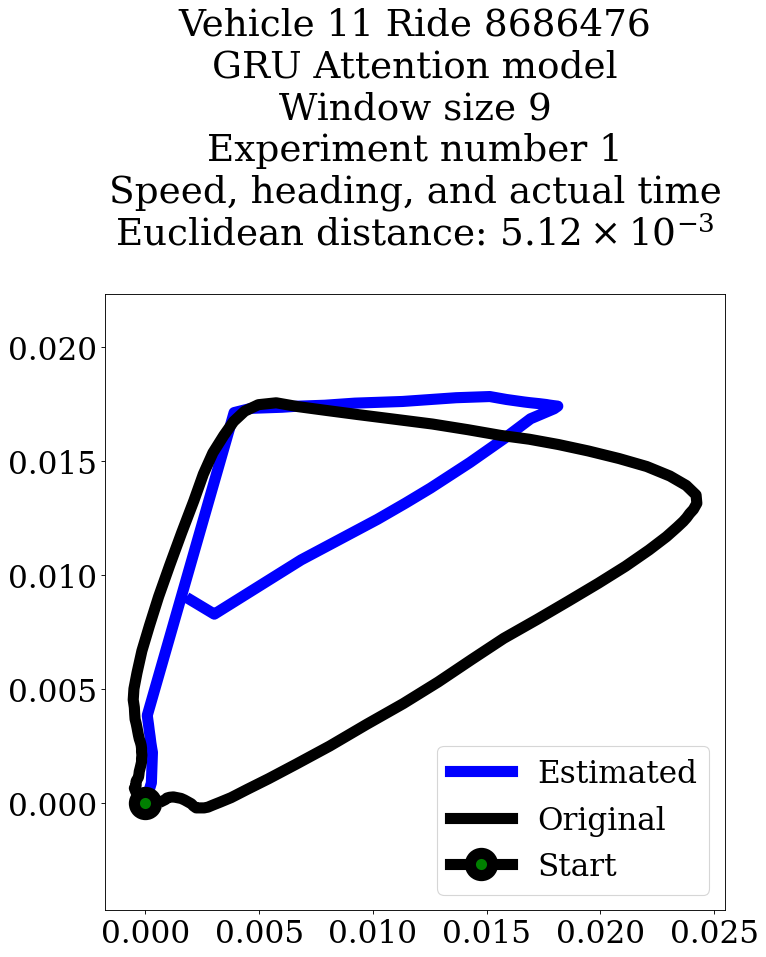 Vehicle 11 Ride 8686476
GRU Attention model
Window size 9
Experiment number 1
Speed, heading, and actual time
Euclidean distance: 5.12 × 10⁻³
0.020
0.015
0.010
0.005
0.000
Estimated
Original
Start
0.000 0.005 0.010 0.015 0.020 0.025